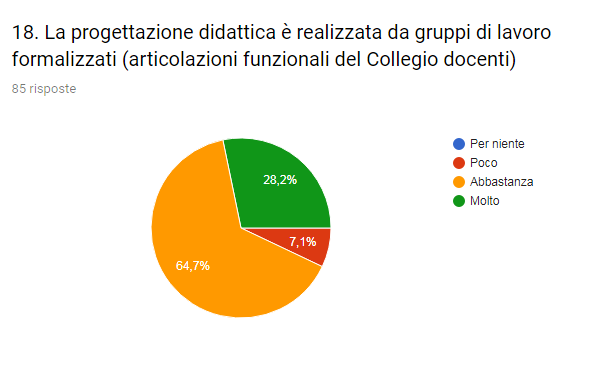 18. La progettazione didattica è realizzata da gruppi di lavoro
formalizzati (articolazioni funzionali del Collegio docenti)
85 risposte
Per niente
Poco
Abbastanza
Molto
28,2%
7,1%
64,7%